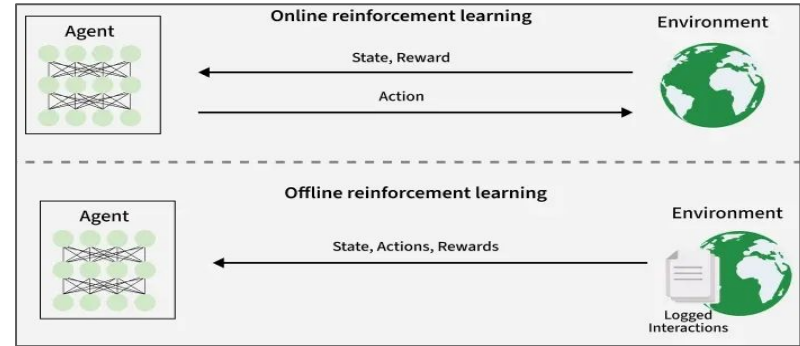 Online reinforcement learning
Agent
Environment
State, Reward
Action
Offline reinforcement learning
Agent
Environment
State, Actions, Rewards
Logged
Interactions